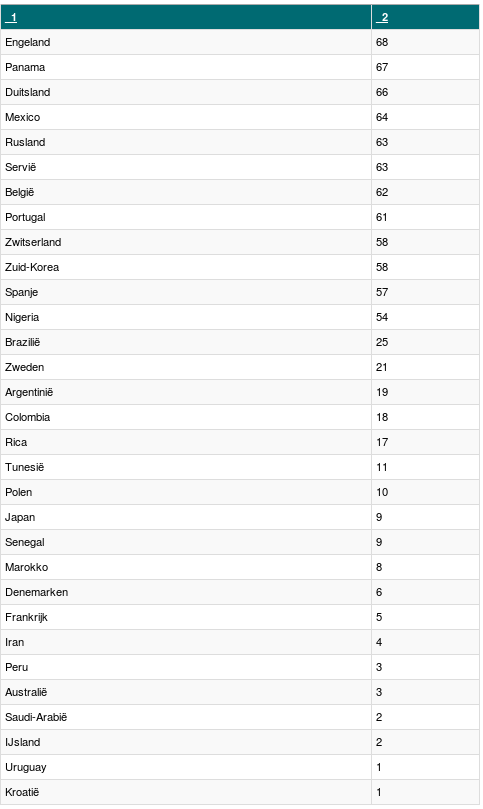 _1 _2
Engeland 68
Panama 67
Duitsland 66
Mexico 64
Rusland 63
Servië 63
België 62
Portugal 61
Zwitserland 58
Zuid-Korea 58
Spanje 57
Nigeria 54
Brazilië 25
Zweden 21
Argentinië 19
Colombia 18
Rica 17
Tunesië 11
Polen 10
Japan 9
Senegal 9
Marokko 8
Denemarken 6
Frankrijk 5
Iran 4
Peru 3
Australië 3
Saudi-Arabië 2
IJsland 2
Uruguay 1
Kroatië 1